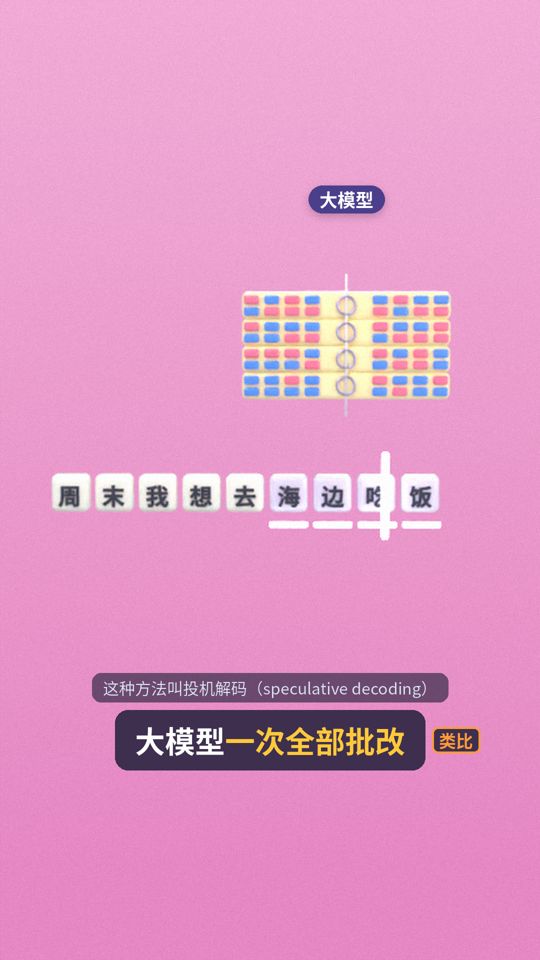 大模型
周末我想去海边吃饭
这种方法叫投机解码（speculative decoding）
大模型一次全部批改
类比